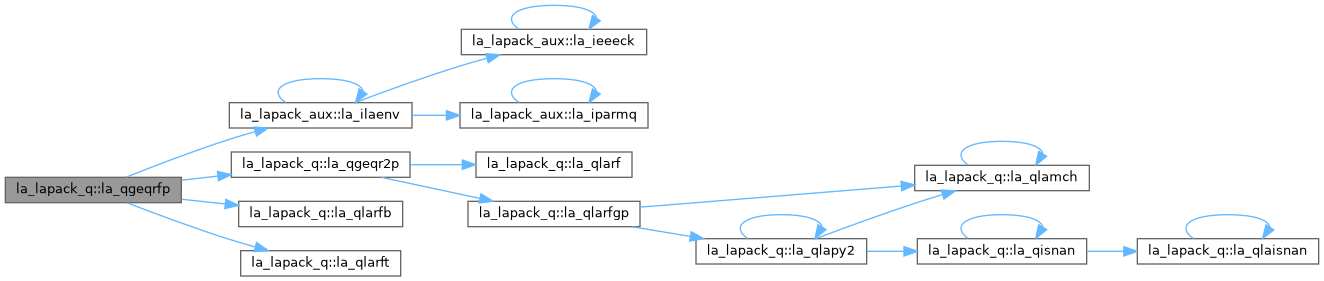 la_lapack_aux::la_ieeeck
la_lapack_aux::la_ilaenv
la_lapack_aux::la_iparmq
la_lapack_q::la_qgeqr2p
la_lapack_q::la_qlarf
la_lapack_q::la_qlamch
la_lapack_q::la_qgeqrfp
la_lapack_q::la_qlarfb
la_lapack_q::la_qlarfgp
la_lapack_q::la_qlapy2
la_lapack_q::la_qisnan
la_lapack_q::la_qlaisnan
la_lapack_q::la_qlarft